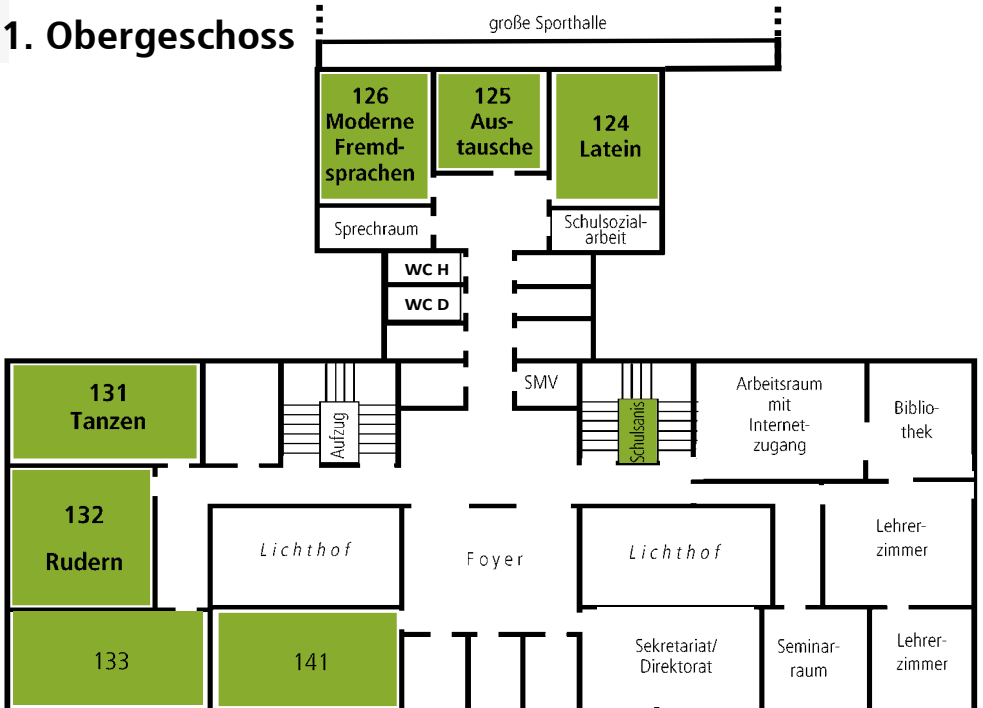 1. Obergeschoss
große Sporthalle
126
Moderne
Fremd-
sprachen
125
Aus-
tausche
124
Latein
Sprechraum
Schulsozial-
arbeit
WC H
WC D
131
Tanzen
Aufzug
SMV
Schulsanis
Arbeitsraum
mit
Internet-
zugang
Biblio-
thek
132
Rudern
Lichthof
Foyer
Lichthof
Lehrer-
zimmer
133
141
Sekretariat/
Direktorat
Seminar-
raum
Lehrer-
zimmer